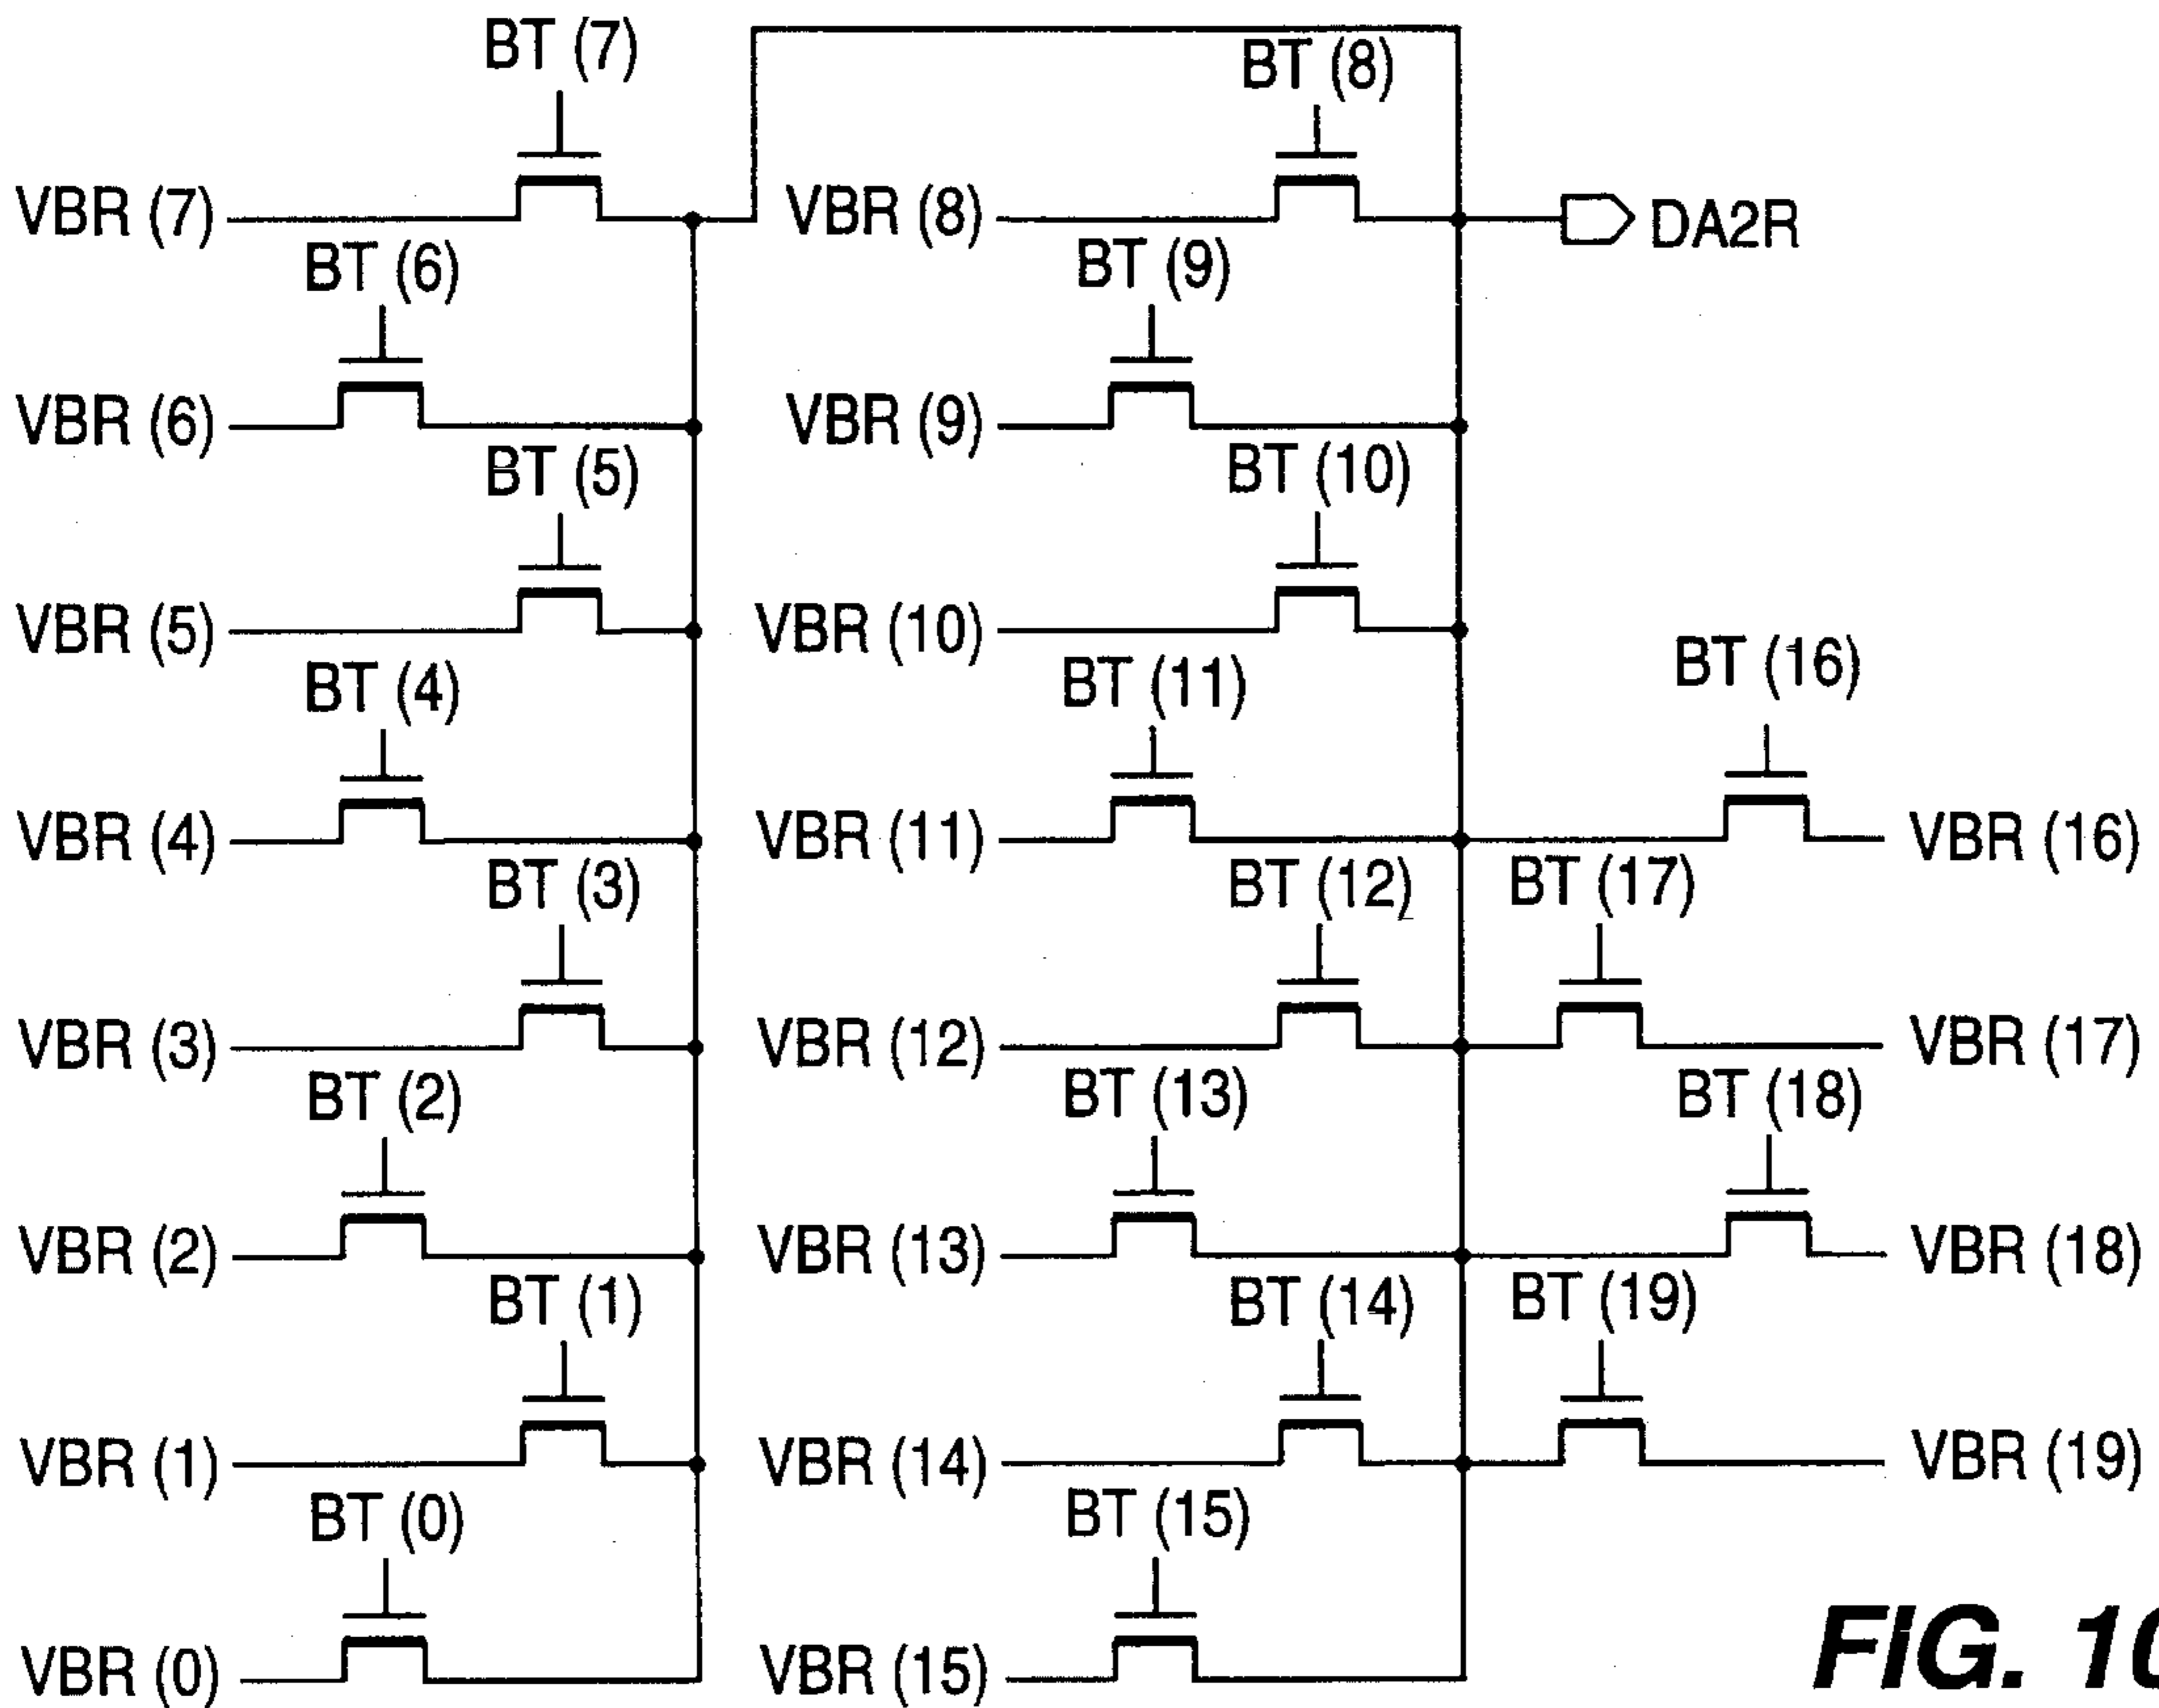 BT (7)
BT (8)
VBR (7)
VBR (8)
DA2R
BT (6)
BT (9)
VBR (6)
VBR (9)
BT (5)
BT (10)
VBR (5)
VBR (10)
BT (16)
BT (4)
BT (11)
VBR (4)
VBR (11)
VBR (16)
BT (3)
BT (12)
BT (17)
VBR (3)
VBR (12)
VBR (17)
BT (2)
BT (13)
BT (18)
VBR (2)
VBR (13)
VBR (18)
BT (1)
BT (14)
BT (19)
VBR (1)
VBR (14)
VBR (19)
BT (0)
BT (15)
VBR (0)
VBR (15)
FIG. 10